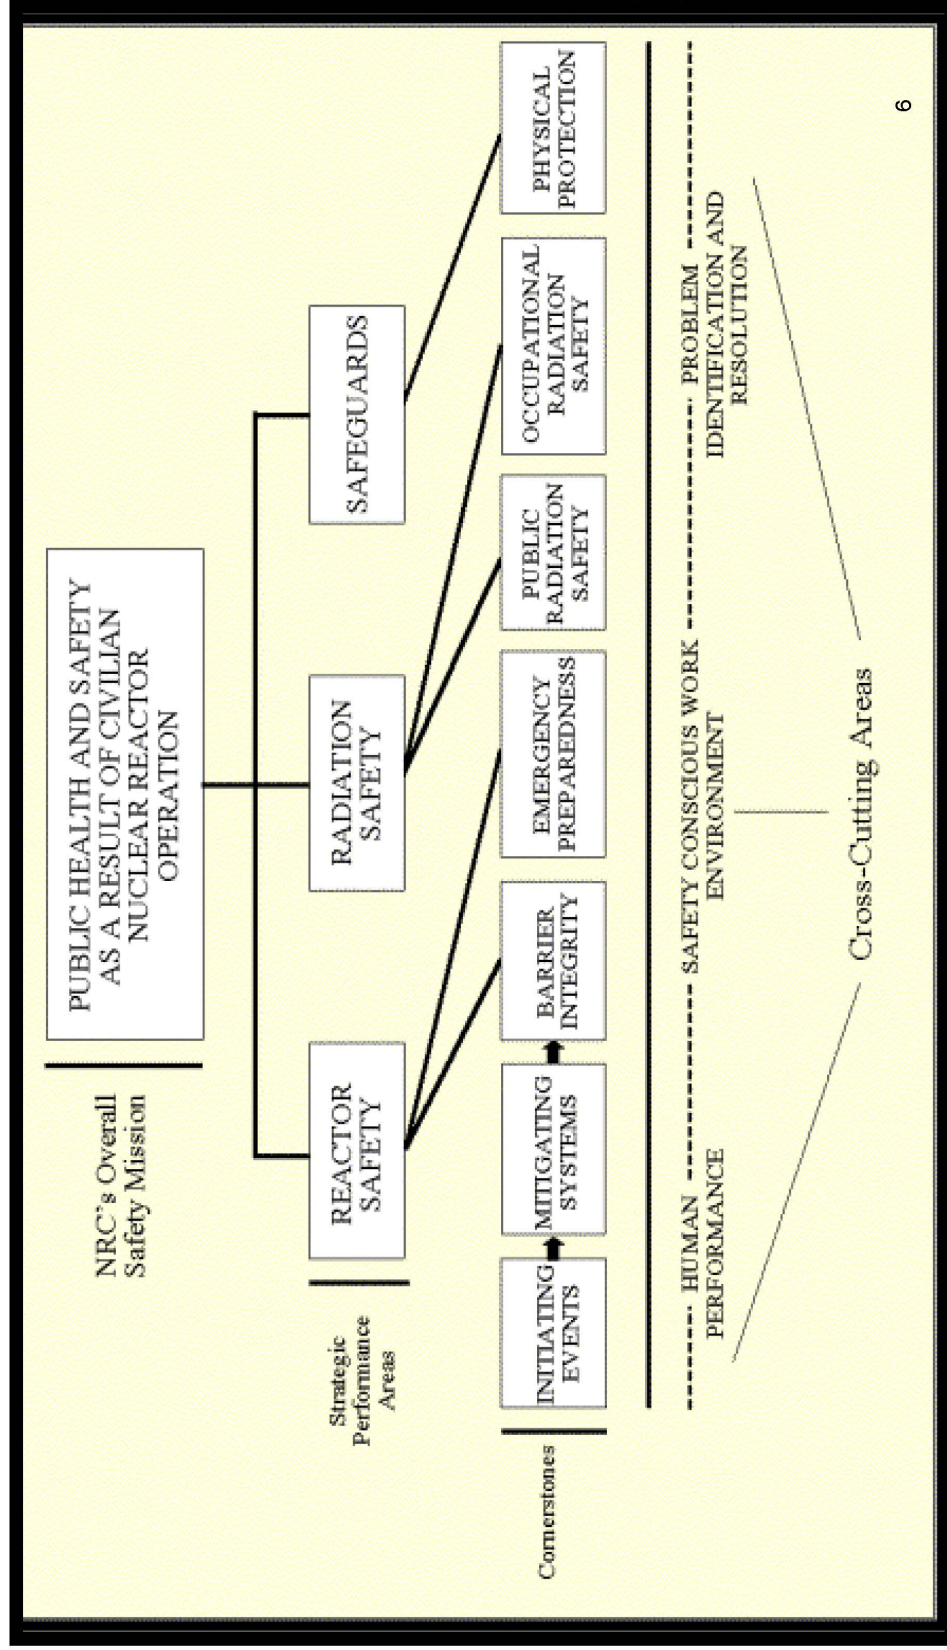 NRC's Overall
Safety Mission
PUBLIC HEALTH AND SAFETY
AS A RESULT OF CIVILIAN
NUCLEAR REACTOR
OPERATION
Strategic
Performance
Areas
REACTOR
SAFETY
RADIATION
SAFETY
SAFEGUARDS
Cornerstones
INITIATING
EVENTS
MITIGATING
SYSTEMS
BARRIER
INTEGRITY
EMERGENCY
PREPAREDNESS
PUBLIC
RADIATION
SAFETY
OCCUPATIONAL
RADIATION
SAFETY
PHYSICAL
PROTECTION
HUMAN
PERFORMANCE
SAFETY CONSCIOUS WORK
ENVIRONMENT
PROBLEM
IDENTIFICATION AND
RESOLUTION
Cross-Cutting Areas
6